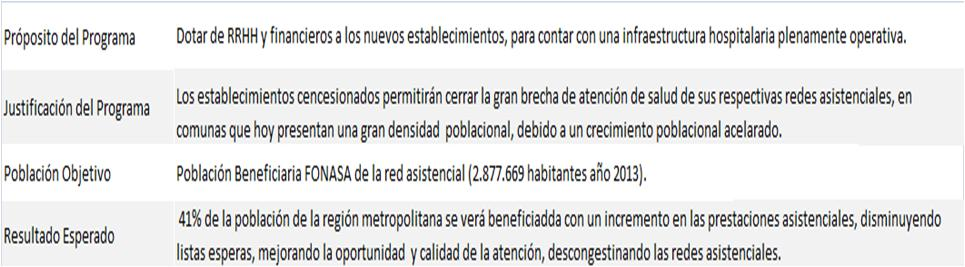 Próposito del Programa Dotar de RRHH y financieros a los nuevos establecimientos, para contar con una infraestructura hospitalaria plenamente operativa.
Justificación del Programa Los establecimientos cencesionados permitirán cerrar la gran brecha de atención de salud de sus respectivas redes asistenciales, en
comunas que hoy presentan una gran densidad poblacional, debido a un crecimiento poblacional acelarado.
Población Objetivo Población Beneficiaria FONASA de la red asistencial (2.877.669 habitantes año 2013).
Resultado Esperado 41% de la población de la región metropolitana se verá beneficiadda con un incremento en las prestaciones asistenciales, disminuyendo
listas esperas, mejorando la oportunidad y calidad de la atención, descongestinando las redes asistenciales.